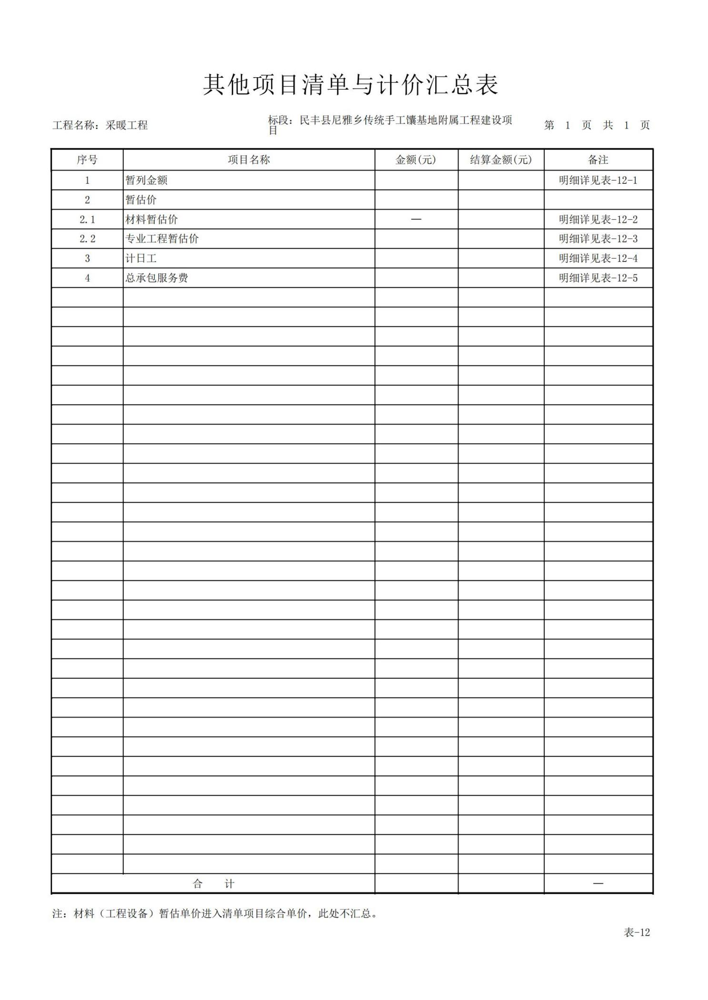 其他项目清单与计价汇总表
工程名称：采暖工程
标段：民丰县尼雅乡传统手工馕基地附属工程建设项
目
第 1 页 共 1 页
序号 项目名称 金额(元) 结算金额(元) 备注
1 暂列金额 明细详见表-12-1
2 暂估价
2.1 材料暂估价 — 明细详见表-12-2
2.2 专业工程暂估价 明细详见表-12-3
3 计日工 明细详见表-12-4
4 总承包服务费 明细详见表-12-5
合 计 —
注：材料（工程设备）暂估单价进入清单项目综合单价，此处不汇总。
表-12